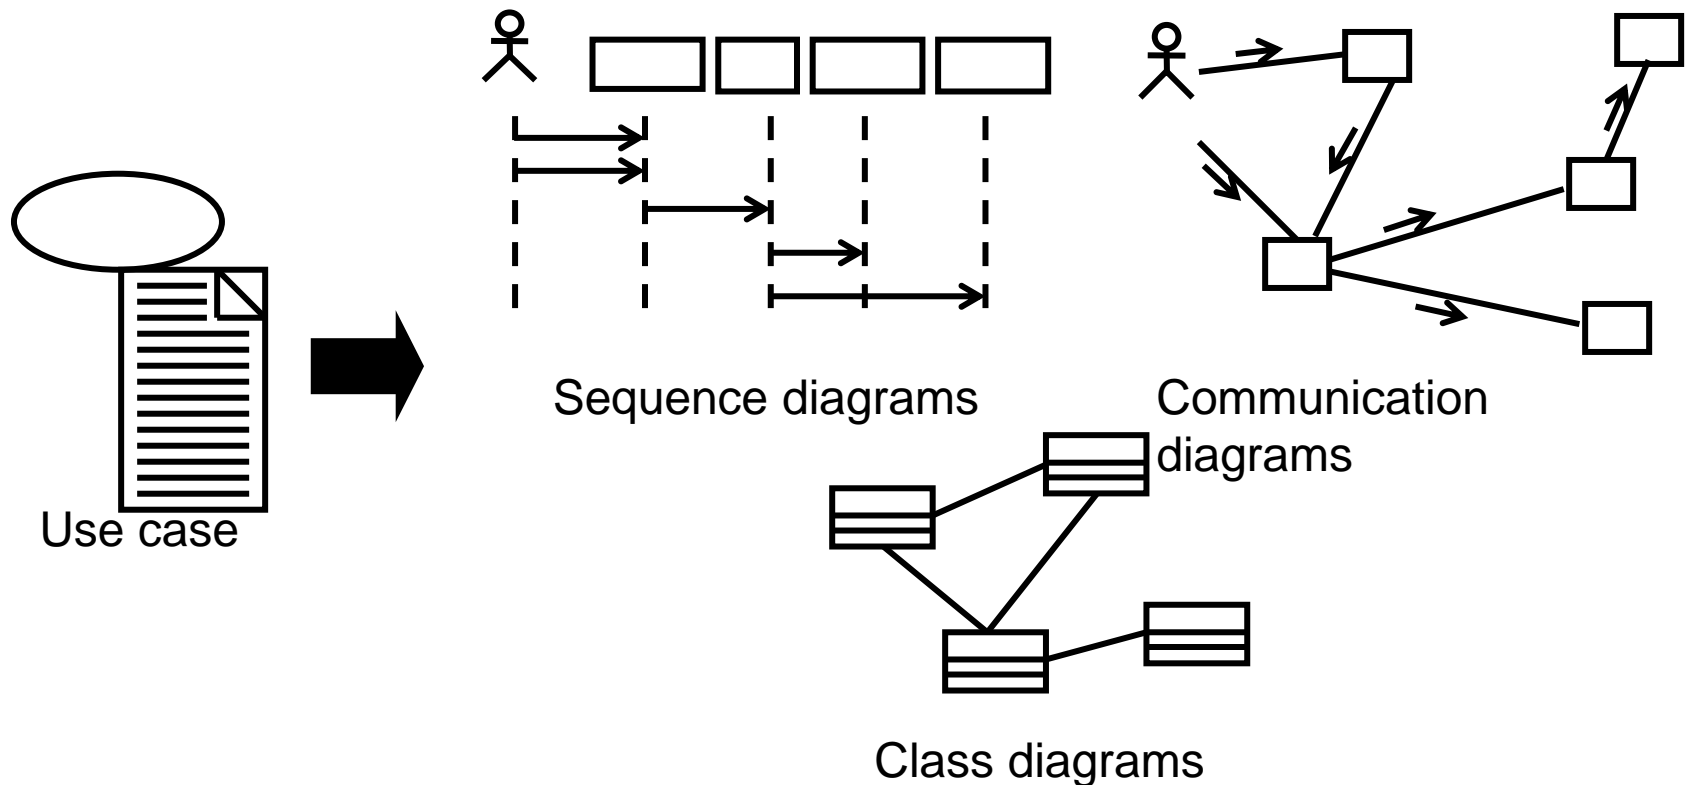 Sequence diagrams
Communication
diagrams
Use case
Class diagrams